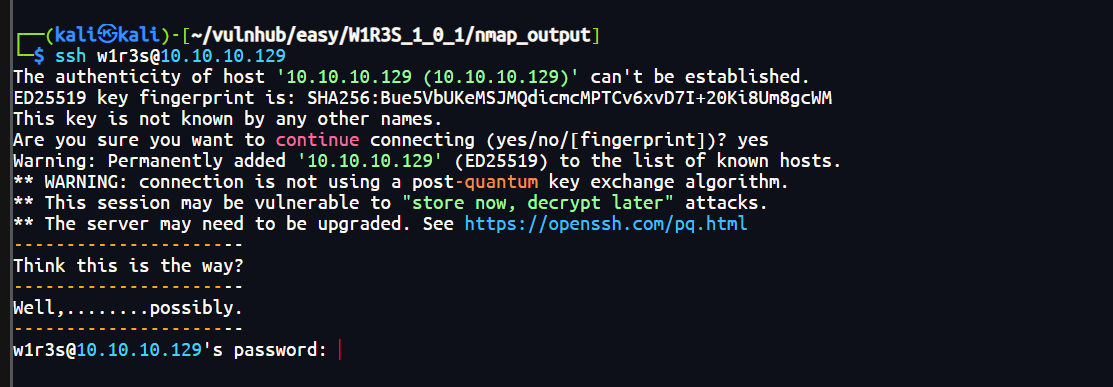 ┌──(kali㉿kali)-[~/vulnhub/easy/W1R3S_1_0_1/nmap_output]
└─$ ssh w1r3s@10.10.10.129
The authenticity of host '10.10.10.129 (10.10.10.129)' can't be established.
ED25519 key fingerprint is: SHA256:Bue5VbUKeMSJMQdicmcMPTCv6xvD7I+20Ki8Um8gcWM
This key is not known by any other names.
Are you sure you want to continue connecting (yes/no/[fingerprint])? yes
Warning: Permanently added '10.10.10.129' (ED25519) to the list of known hosts.
** WARNING: connection is not using a post-quantum key exchange algorithm.
** This session may be vulnerable to "store now, decrypt later" attacks.
** The server may need to be upgraded. See https://openssh.com/pq.html
----------------------
Think this is the way?
----------------------
Well,........possibly.
----------------------
w1r3s@10.10.10.129's password: